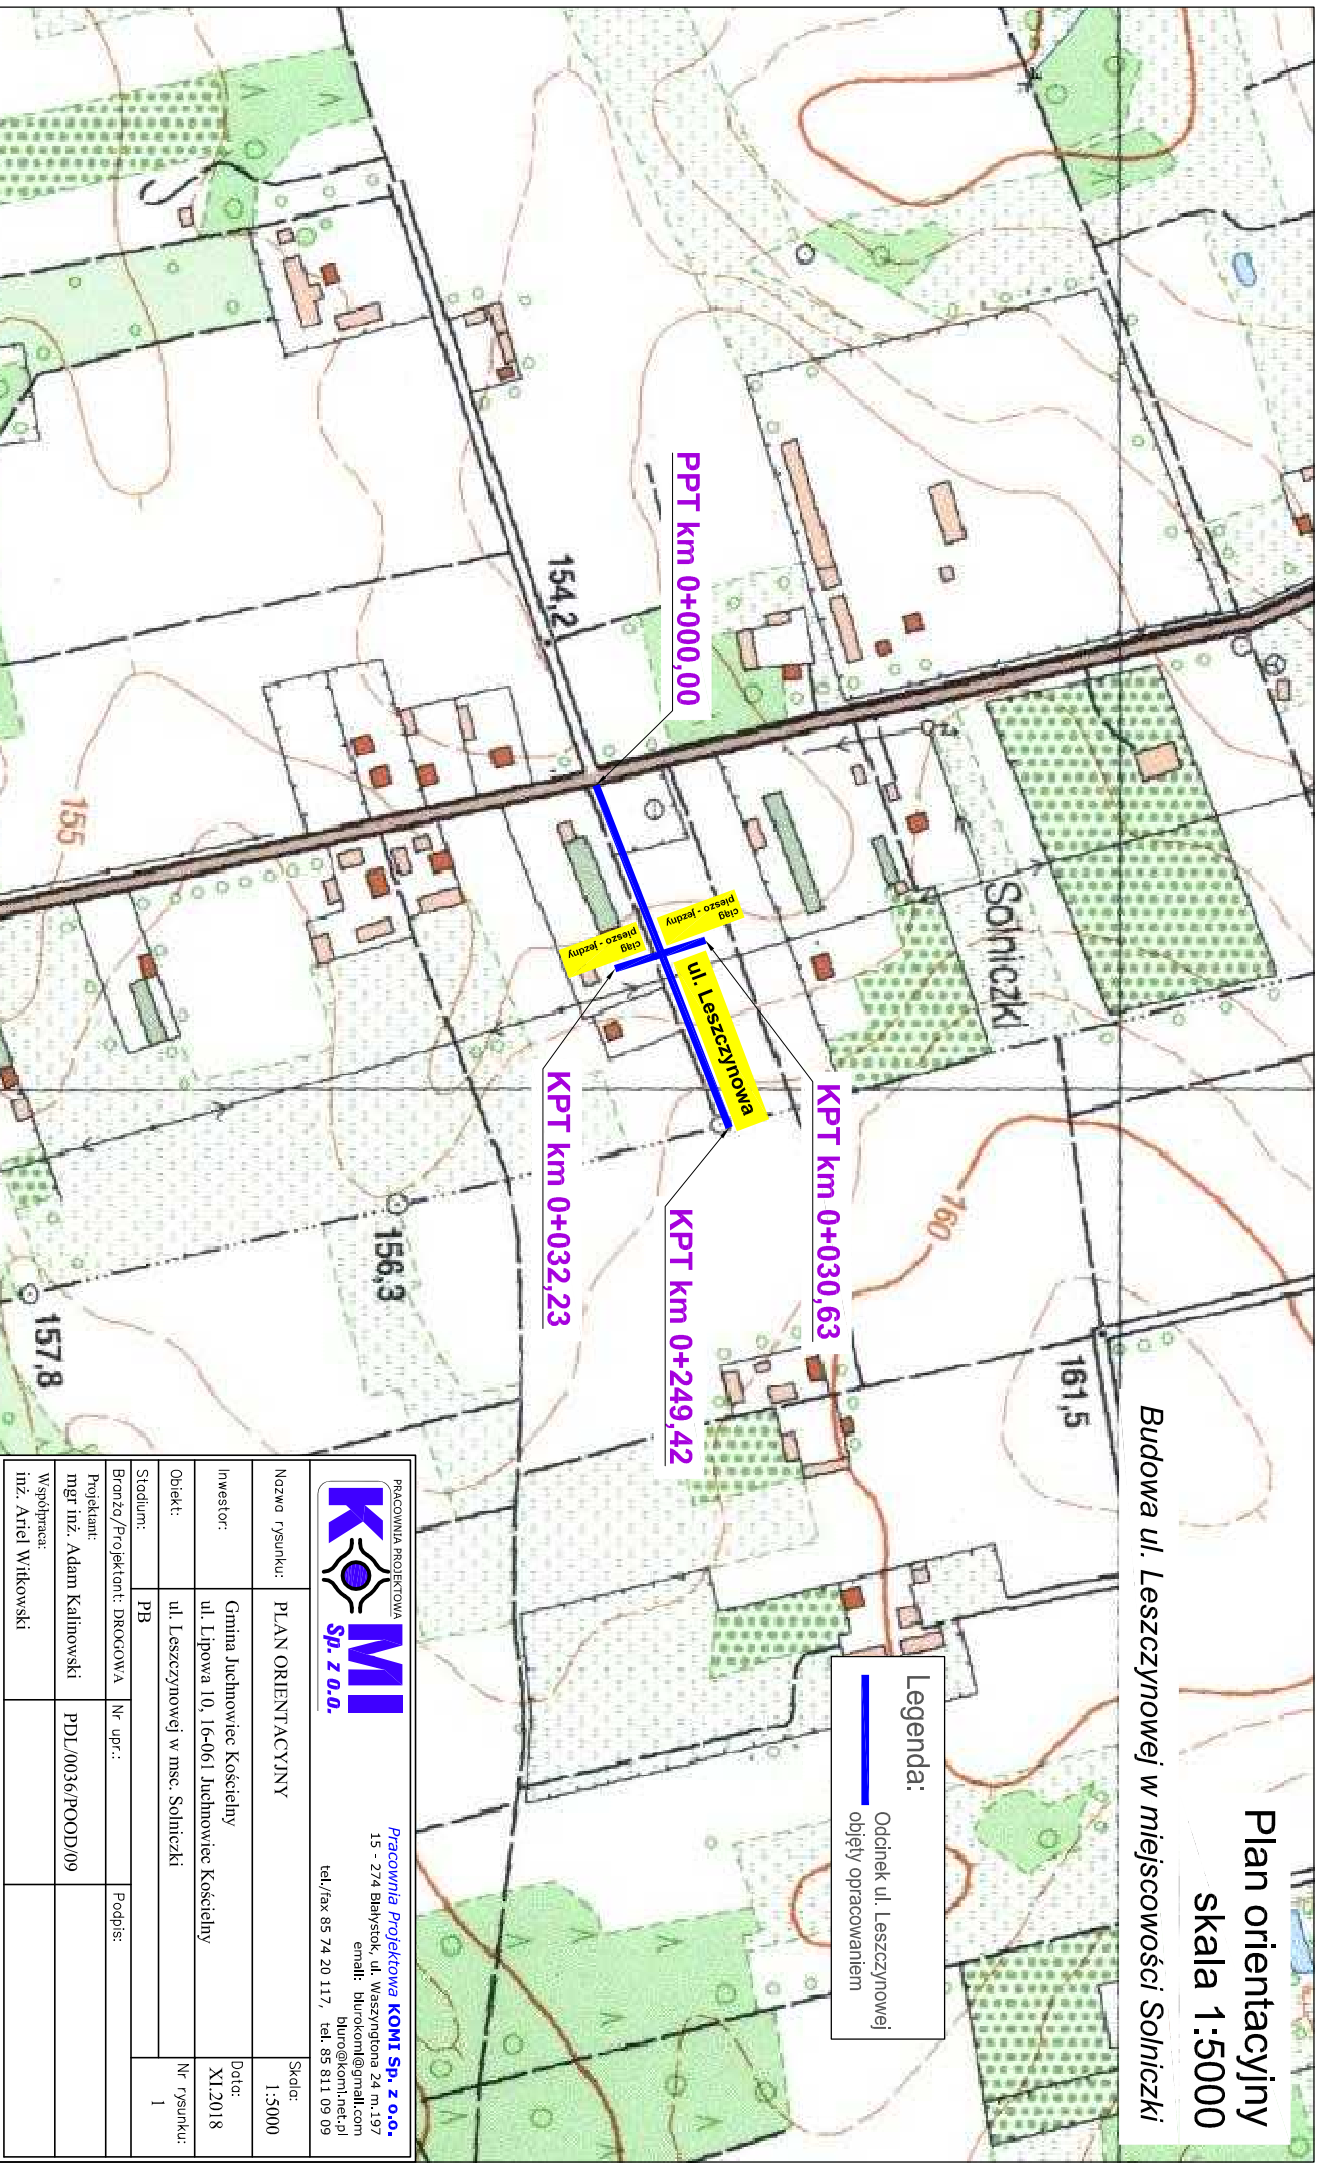 Plan orientacyjny
skala 1:5000
Budowa ul. Leszczynowej w miejscowości Solniczki
Solniczki
PPT km 0+000,00
154,2
ul. Leszczynowa
ciąg
pieszo - jezdny
ciąg
pieszo - jezdny
KPT km 0+030,63
KPT km 0+249,42
KPT km 0+032,23
155
160
161,5
156,3
157,8
Legenda:
Odcinek ul. Leszczynowej
objęty opracowaniem
PRACOWNIA PROJEKTOWA
KOMI
Sp. z o.o.
Pracownia Projektowa KOMI Sp. z o.o.
15 - 274 Białystok, ul. Waszyngtona 24 m.197
email: biurokomi@gmail.com
biuro@komi.net.pl
tel./fax 85 74 20 117, tel. 85 811 09 09
Nazwa rysunku: PLAN ORIENTACYJNY
Skala:
1:5000
Inwestor: Gmina Juchnowiec Kościelny
ul. Lipowa 10, 16-061 Juchnowiec Kościelny
Data:
XI.2018
Obiekt: ul. Leszczynowej w msc. Solniczki
Stadium: PB
Nr rysunku:
1
Branża/Projektant: DROGOWA Nr upr.: Podpis:
Projektant:
mgr inż. Adam Kalinowski PDL/0036/POOD/09
Współpraca:
inż. Ariel Witkowski